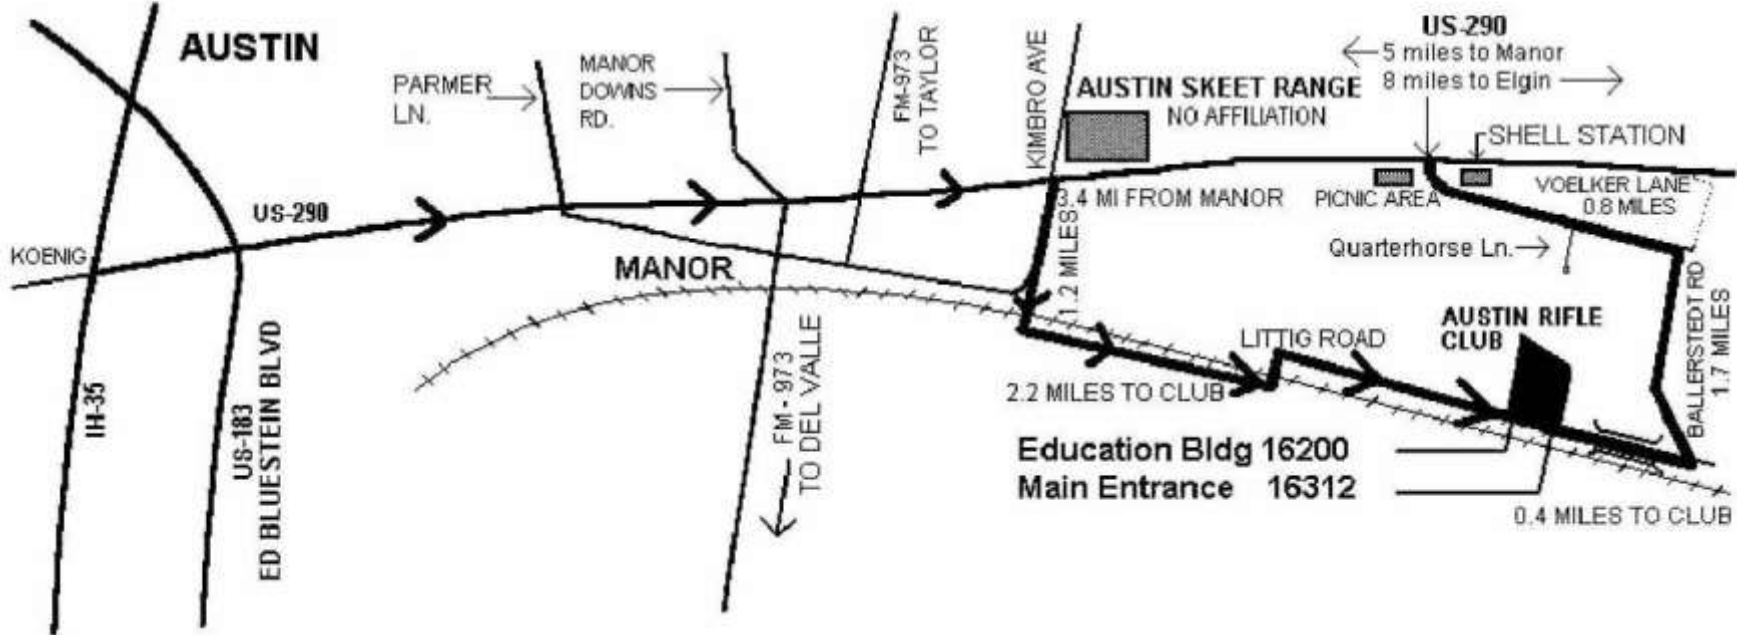 AUSTIN
PARMER
LN.
MANOR
DOWNS
RD.
FM-973
TO TAYLOR
KIMBRO AVE
AUSTIN SKEET RANGE
NO AFFILIATION
US-290
5 miles to Manor
8 miles to Elgin
SHELL STATION
US-290
KOENIG
3.4 MI FROM MANOR
PICNIC AREA
VOELKER LANE
0.8 MILES
Quarterhorse Ln.
MANOR
1.2 MILES
BALLERSTEDT RD
1.7 MILES
AUSTIN RIFLE
CLUB
LITTIG ROAD
2.2 MILES TO CLUB
IH-35
US-183
ED BLUESTEIN BLVD
FM - 973
TO DEL VALLE
Education Bldg 16200
Main Entrance 16312
0.4 MILES TO CLUB